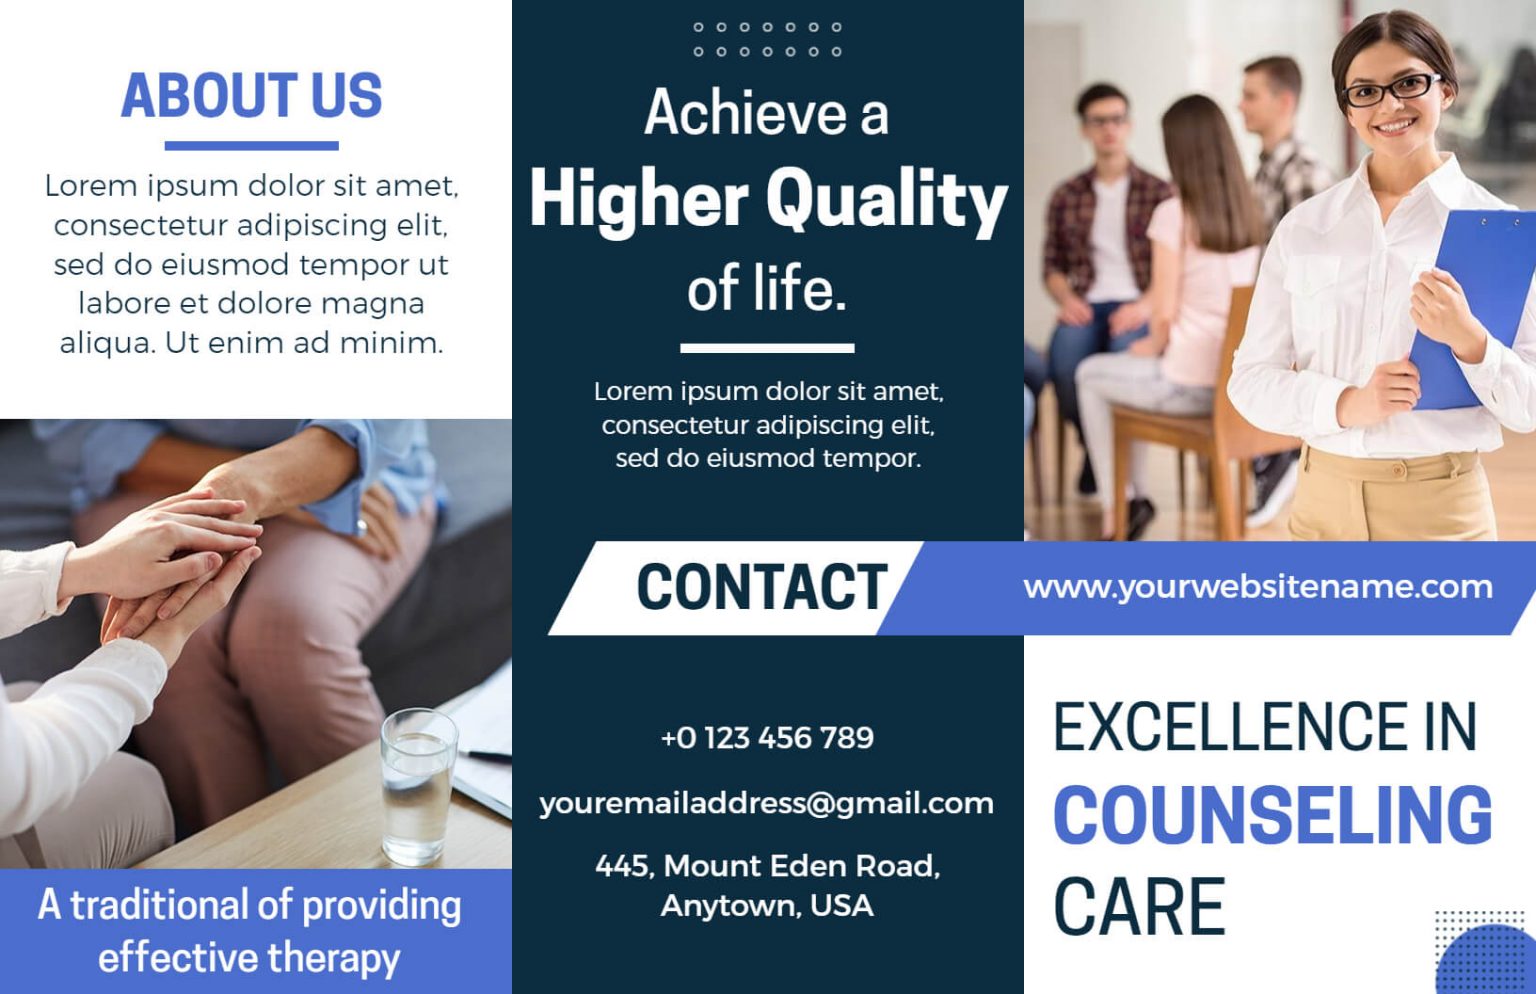 ABOUT US
Lorem ipsum dolor sit amet,
consectetur adipiscing elit,
sed do eiusmod tempor ut
labore et dolore magna
aliqua. Ut enim ad minim.
A traditional of providing
effective therapy
Achieve a
Higher Quality
of life.
Lorem ipsum dolor sit amet,
consectetur adipiscing elit,
sed do eiusmod tempor.
CONTACT
www.yourwebsitename.com
+0 123 456 789
youremailaddress@gmail.com
445, Mount Eden Road,
Anytown, USA
EXCELLENCE IN
COUNSELING
CARE